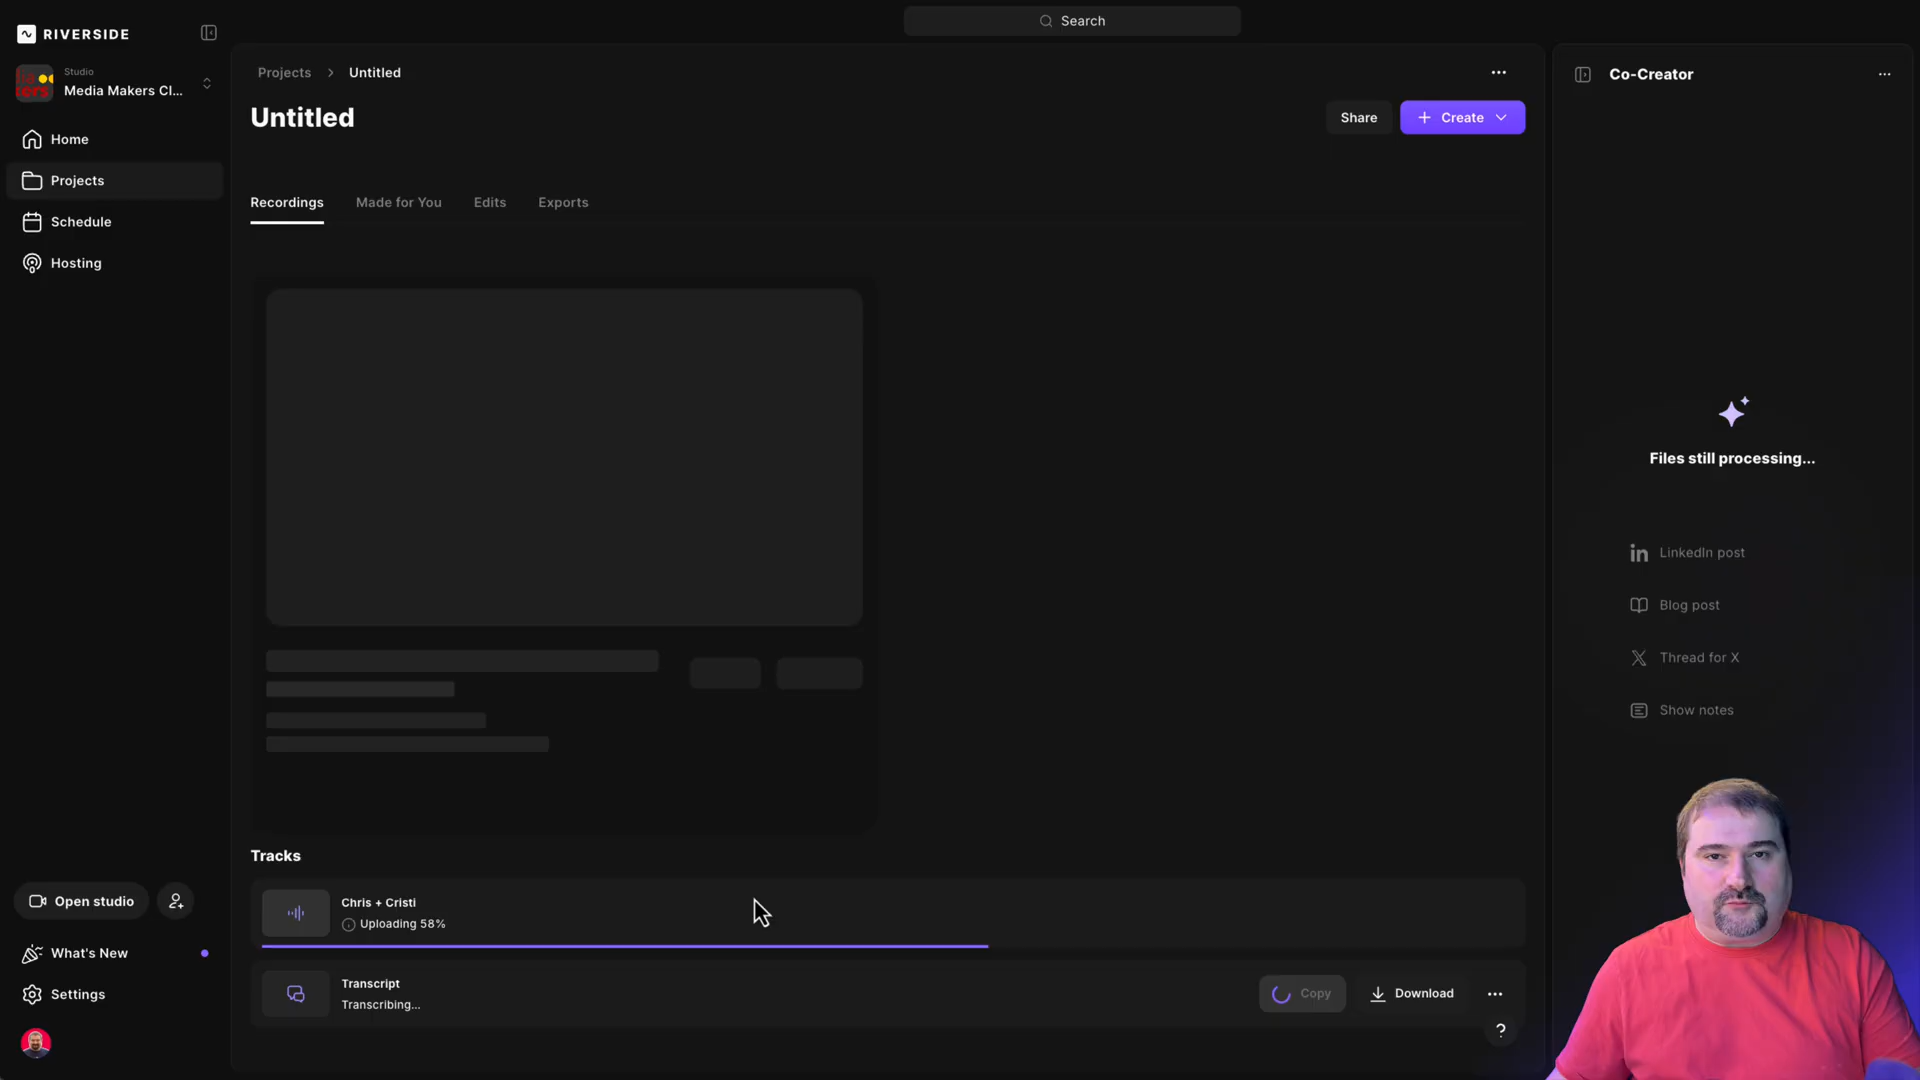 RIVERSIDE
Search
Studio
Media Makers Cl...
Home
Projects
Schedule
Hosting
Open studio
What's New
Settings
Projects > Untitled
Untitled
Share
+ Create
Recordings
Made for You
Edits
Exports
Tracks
Chris + Cristi
Uploading 58%
Transcript
Transcribing...
Copy
Download
?
Co-Creator
Files still processing...
LinkedIn post
Blog post
Thread for X
Show notes